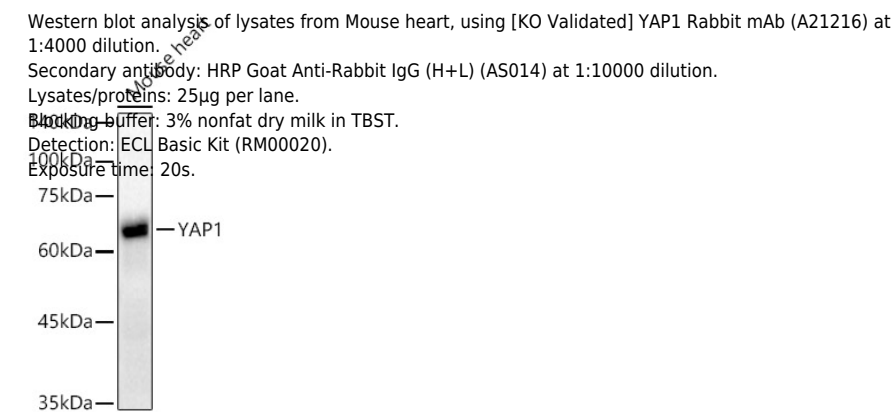 Western blot analysis of lysates from Mouse heart, using [KO Validated] YAP1 Rabbit mAb (A21216) at
1:4000 dilution.
Secondary antibody: HRP Goat Anti-Rabbit IgG (H+L) (AS014) at 1:10000 dilution.
Lysates/proteins: 25μg per lane.
Blocking buffer: 3% nonfat dry milk in TBST.
Detection: ECL Basic Kit (RM00020).
Exposure time: 20s.
Mouse heart
140kDa
100kDa
75kDa
YAP1
60kDa
45kDa
35kDa